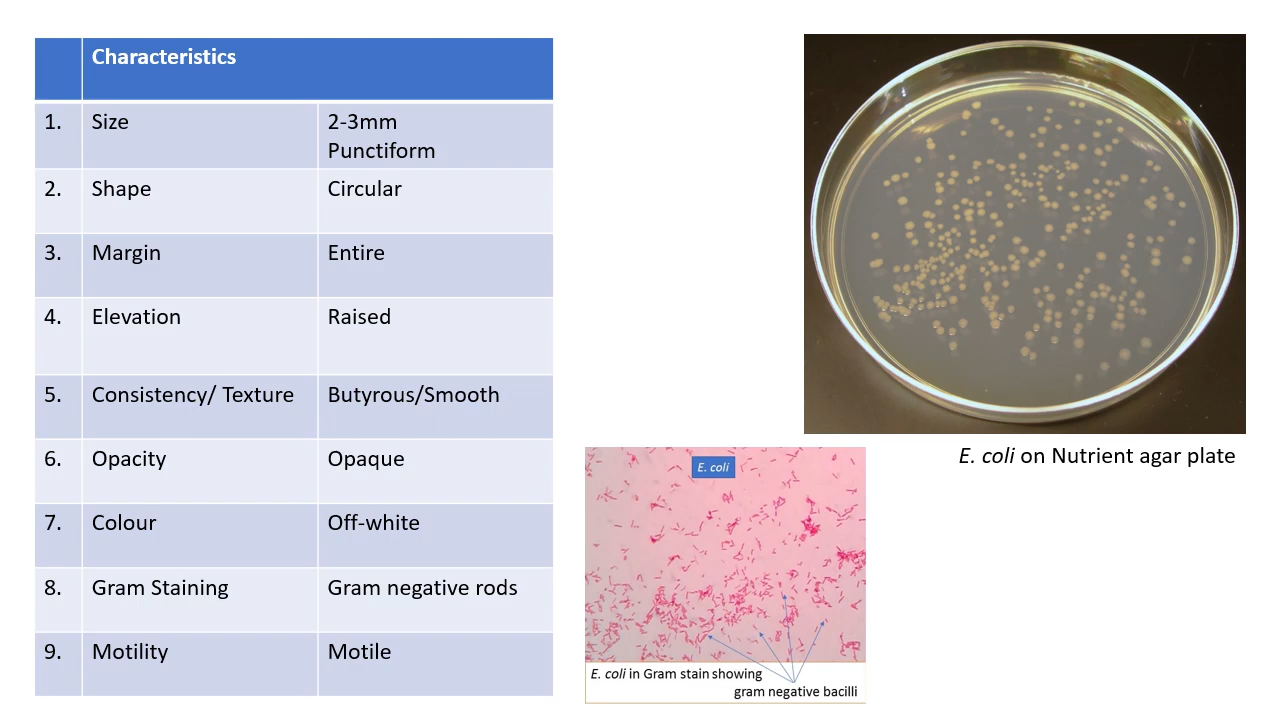 Characteristics
1. Size 2-3mm
Punctiform
2. Shape Circular
3. Margin Entire
4. Elevation Raised
5. Consistency/ Texture Butyrous/Smooth
6. Opacity Opaque
7. Colour Off-white
8. Gram Staining Gram negative rods
9. Motility Motile
E. coli on Nutrient agar plate
E. coli
E. coli in Gram stain showing
gram negative bacilli